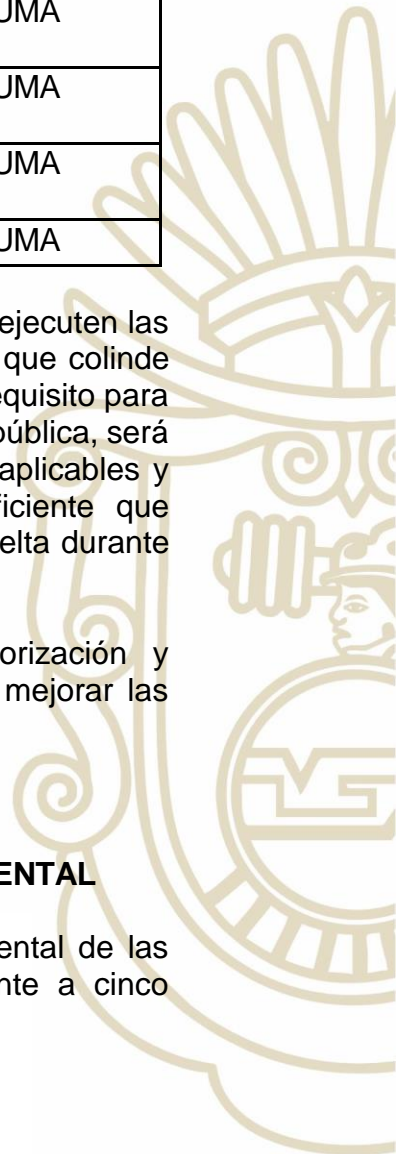 UMA
UMA
UMA
UMA
ejecuten las
que colinde
equisito para
pública, será
aplicables y
ficiente que
elta durante
orización y
mejorar las
ENTAL
ental de las
nte a cinco